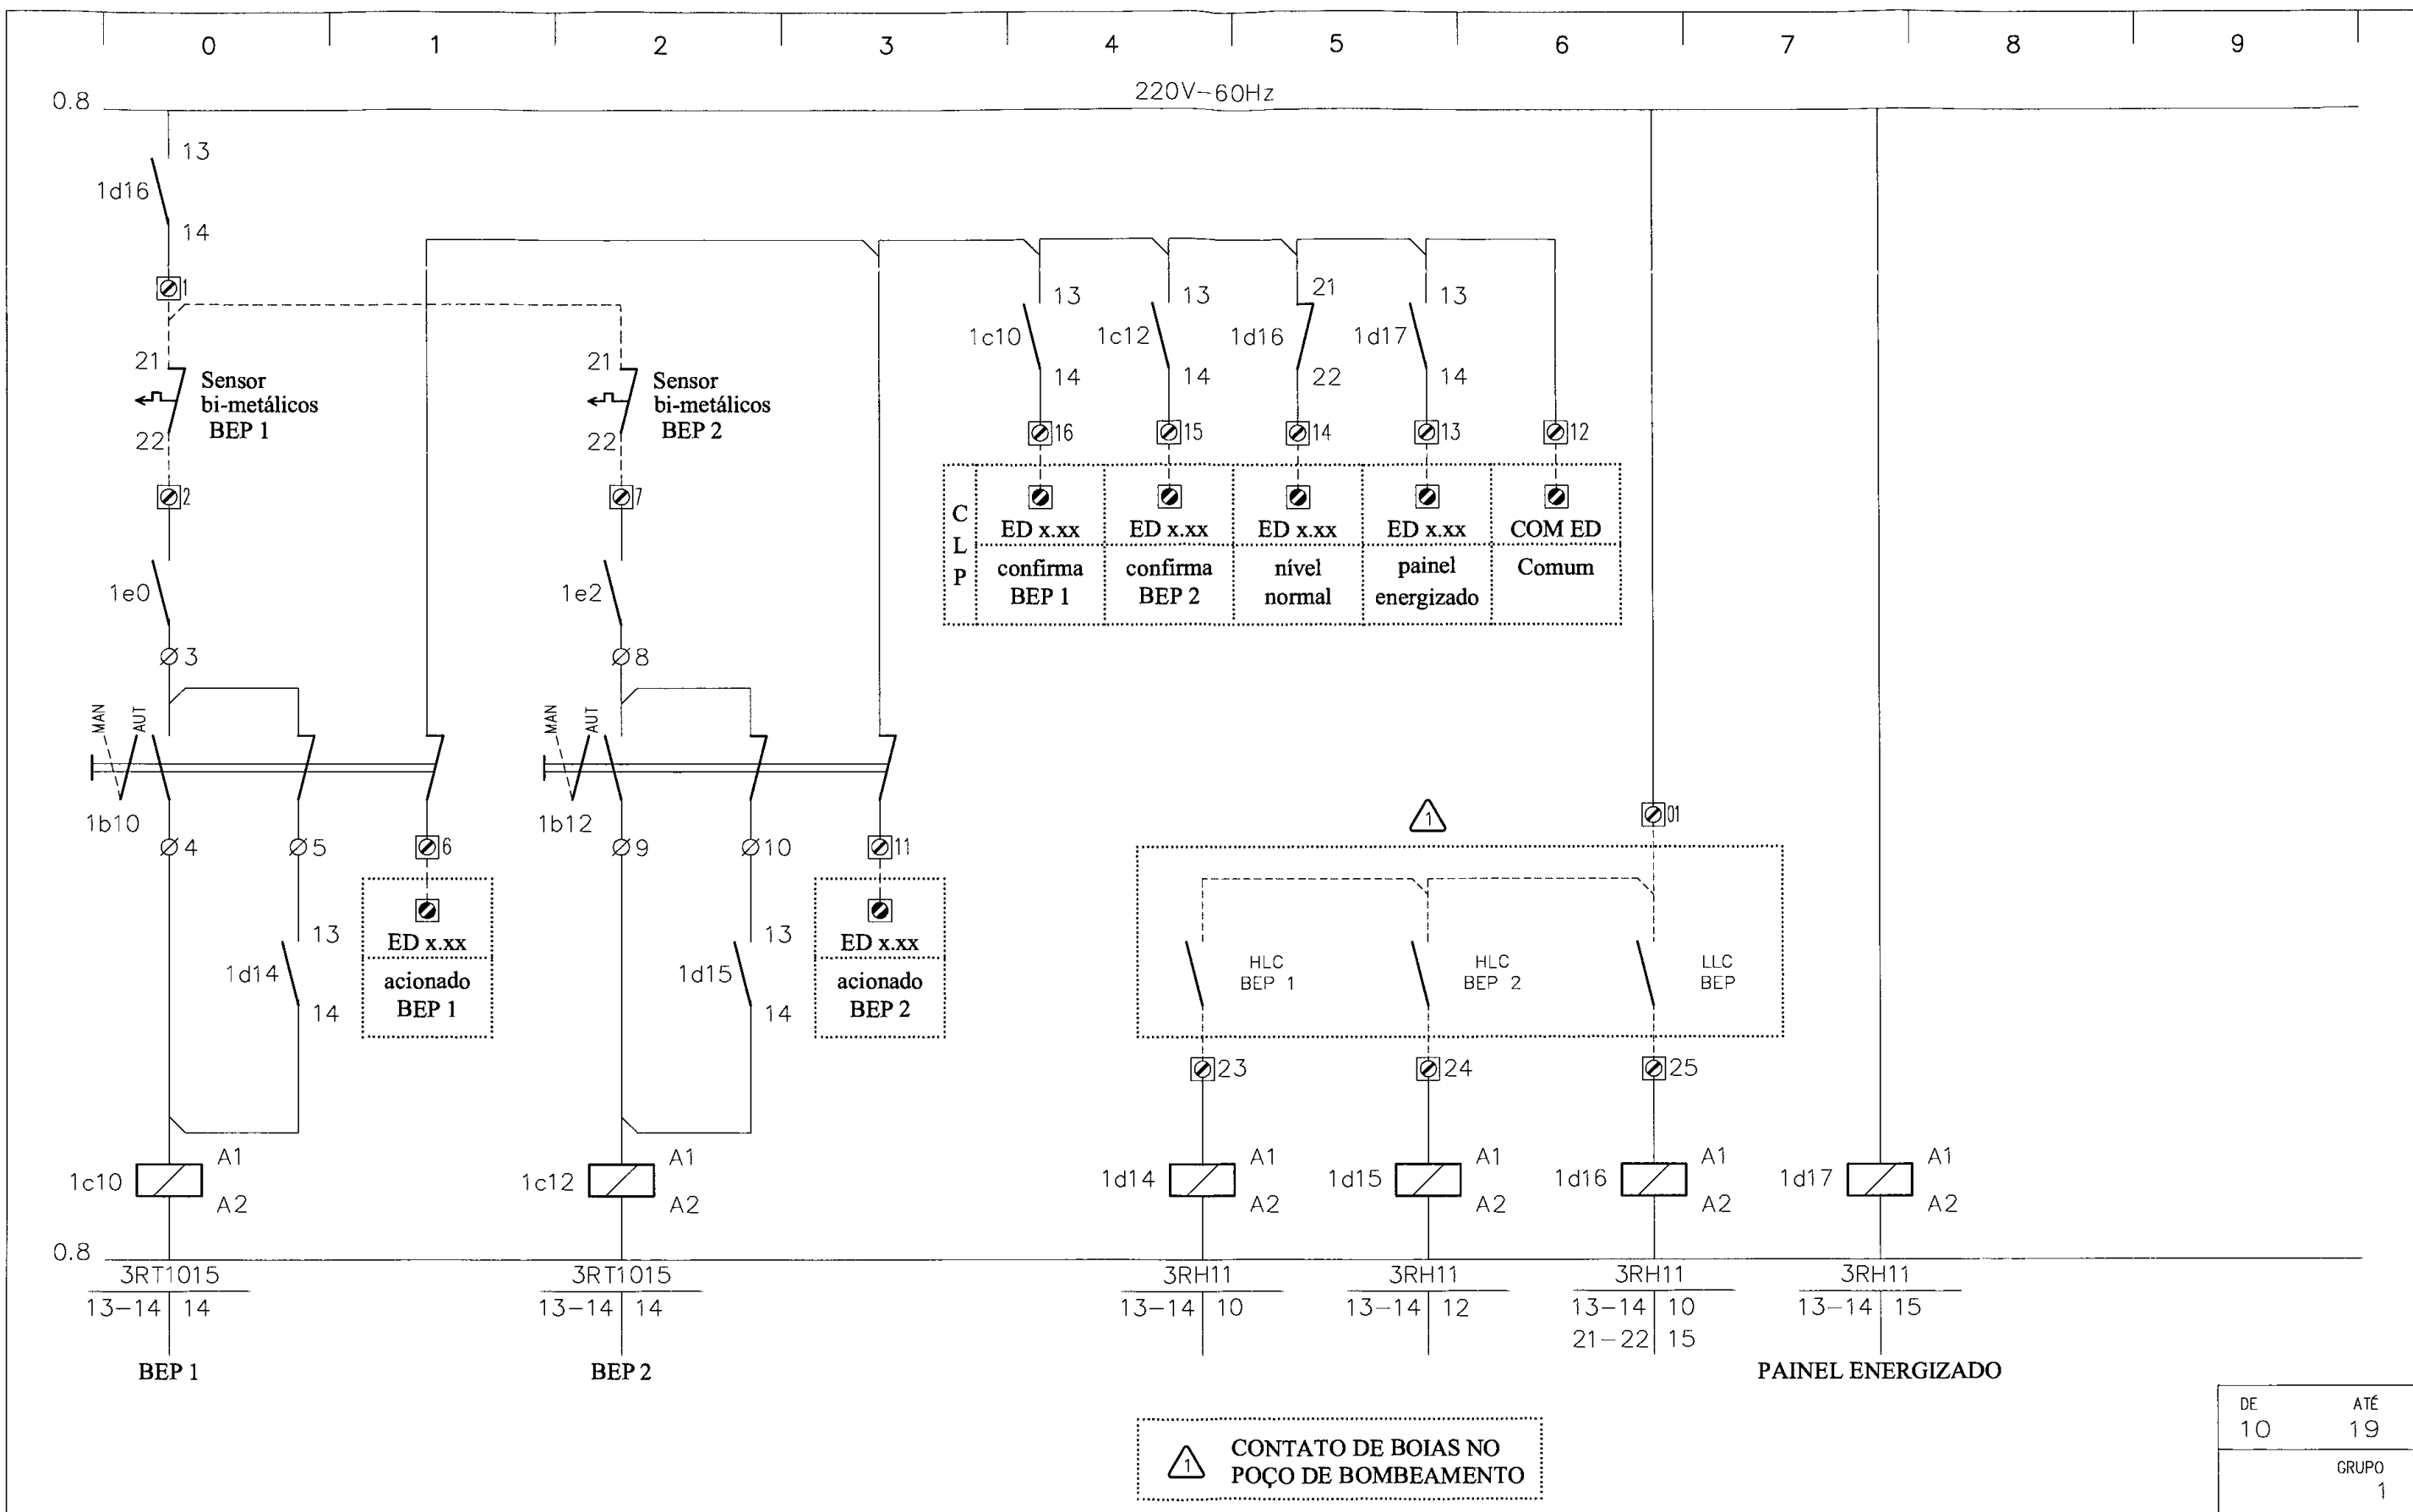 0 1 2 3 4 5 6 7 8 9
220V-60Hz
0.8
13
1d16
14
1
21
Sensor
bi-metálicos
BEP 1
22
2
1e0
3
MAN
AUT
1b10
4
5
6
ED x.xx
acionado
BEP 1
13
1d14
14
A1
1c10
A2
21
Sensor
bi-metálicos
BEP 2
22
7
1e2
8
MAN
AUT
1b12
9
10
11
ED x.xx
acionado
BEP 2
13
1d15
14
A1
1c12
A2
13
1c10
14
16
13
1c12
14
15
21
1d16
22
14
13
1d17
14
13
12
CLP
ED x.xx
confirma
BEP 1
ED x.xx
confirma
BEP 2
ED x.xx
nível
normal
ED x.xx
painel
energizado
COM ED
Comum
1
01
HLC
BEP 1
HLC
BEP 2
LLC
BEP
23
24
25
A1
1d14
A2
A1
1d15
A2
A1
1d16
A2
A1
1d17
A2
0.8
3RT1015
13-14 14
BEP 1
3RT1015
13-14 14
BEP 2
3RH11
13-14 10
3RH11
13-14 12
3RH11
13-14 10
21-22 15
3RH11
13-14 15
PAINEL ENERGIZADO
1
CONTATO DE BOIAS NO
POÇO DE BOMBEAMENTO
DE ATÉ
10 19
GRUPO
1